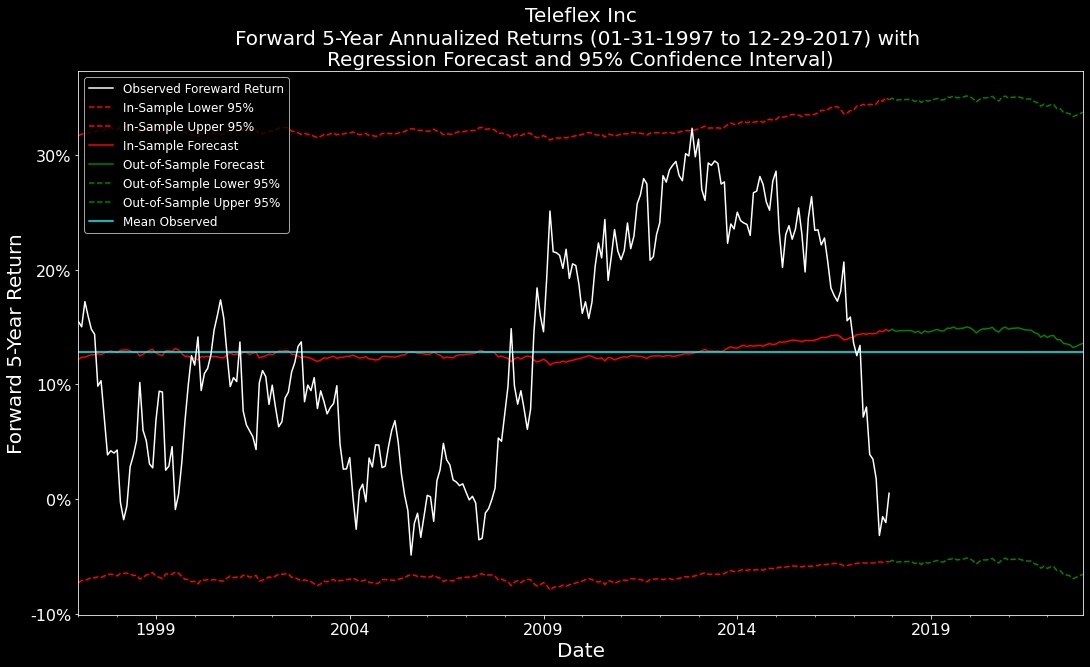 Teleflex Inc
Forward 5-Year Annualized Returns (01-31-1997 to 12-29-2017) with
Regression Forecast and 95% Confidence Interval)
Observed Foreward Return
In-Sample Lower 95%
In-Sample Upper 95%
In-Sample Forecast
Out-of-Sample Forecast
Out-of-Sample Lower 95%
Out-of-Sample Upper 95%
Mean Observed
Forward 5-Year Return
30%
20%
10%
0%
-10%
1999 2004 2009 2014 2019
Date